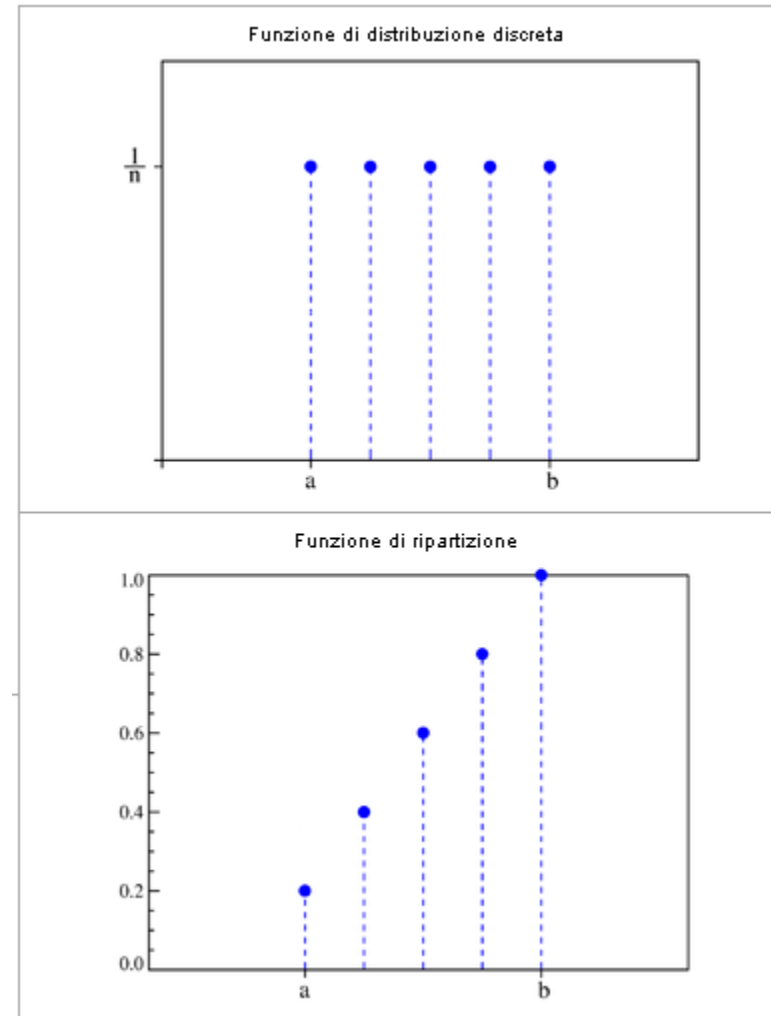 Funzione di distribuzione discreta
1
n
a b
Funzione di ripartizione
1.0
0.8
0.6
0.4
0.2
0.0
a b